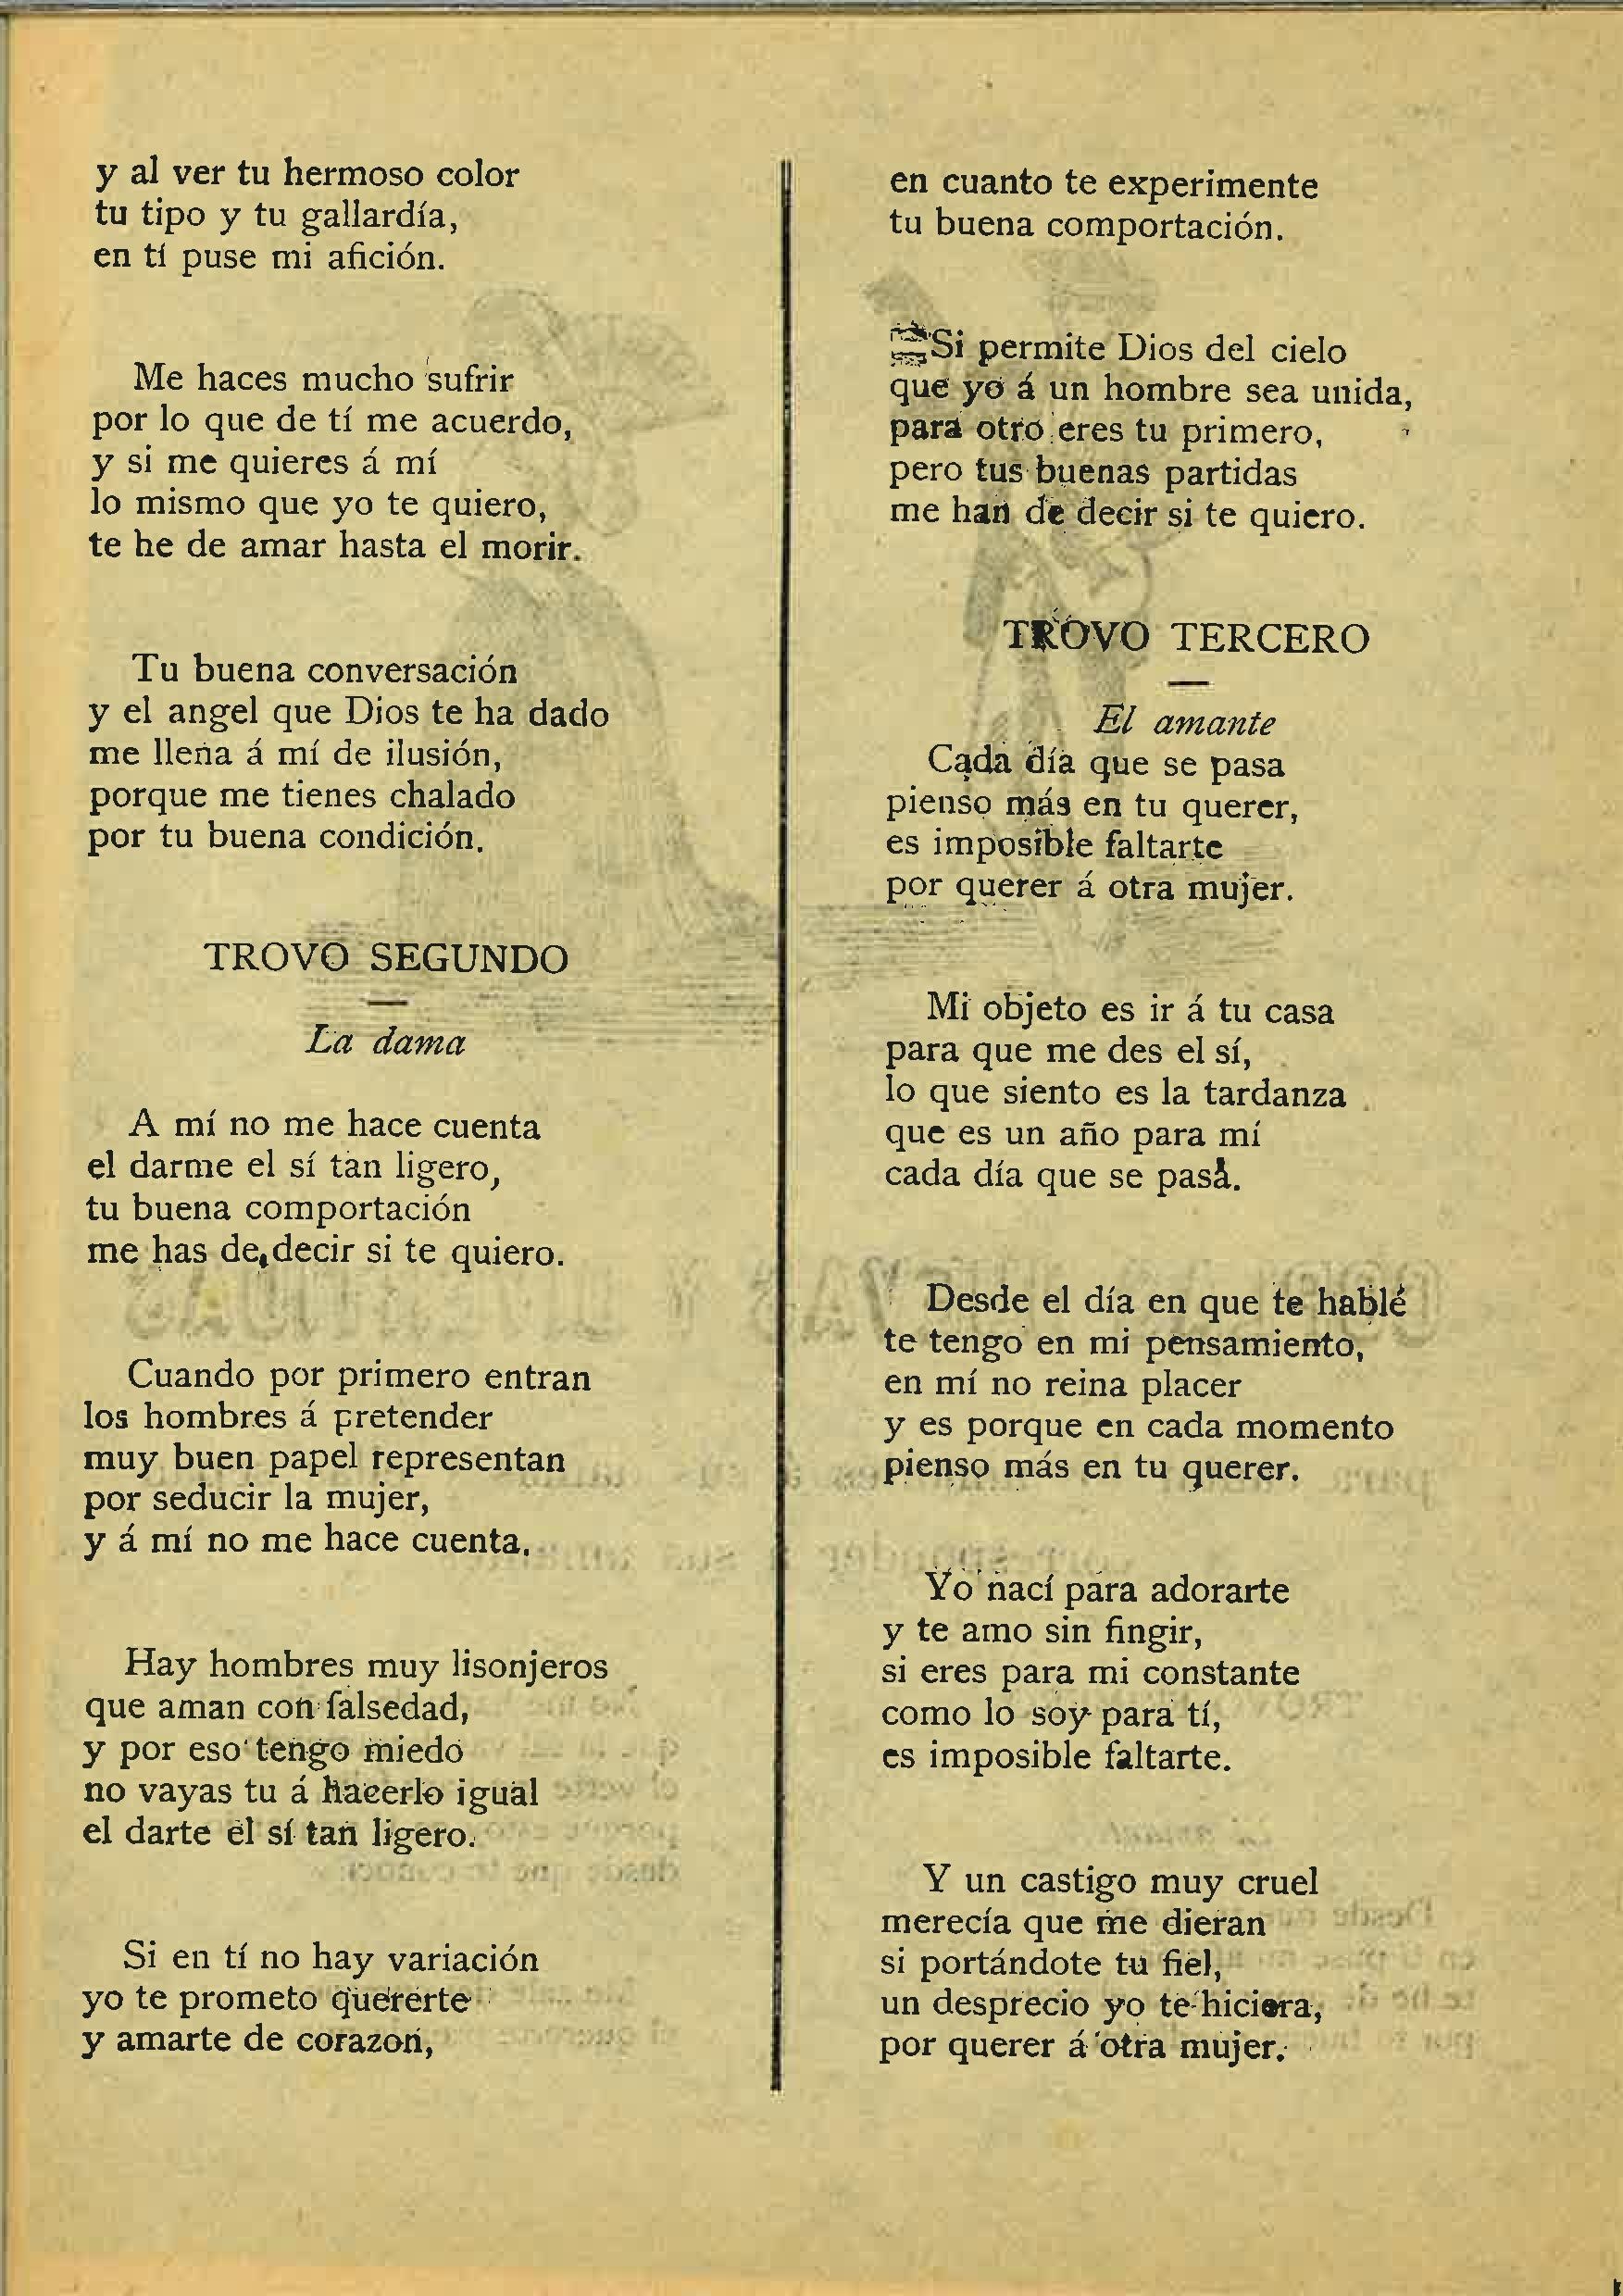 y al ver tu hermoso color
tu tipo y tu gallardía,
en tí puse mi afición.
Me haces mucho sufrir
por lo que de tí me acuerdo,
y si me quieres á mí
lo mismo que yo te quiero,
te he de amar hasta el morir.
Tu buena conversación
y el angel que Dios te ha dado
me llena á mí de ilusión,
porque me tienes chalado
por tu buena condición.
TROVO SEGUNDO
La dama
A mí no me hace cuenta
el darme el sí tan ligero,
tu buena comportación
me has de decir si te quiero.
Cuando por primero entran
los hombres á pretender
muy buen papel representan
por seducir la mujer,
y á mí no me hace cuenta.
Hay hombres muy lisonjeros
que aman con falsedad,
y por eso tengo miedo
no vayas tu á hacerlo igual
el darte el sí tan ligero.
Si en tí no hay variación
yo te prometo quererte
y amarte de corazon,
en cuanto te experimente
tu buena comportación.
Si permite Dios del cielo
que yo á un hombre sea unida,
para otro eres tu primero,
pero tus buenas partidas
me han de decir si te quiero.
TROVO TERCERO
El amante
Cada día que se pasa
pienso más en tu querer,
es imposible faltarte
por querer á otra mujer.
Mi objeto es ir á tu casa
para que me des el sí,
lo que siento es la tardanza
que es un año para mí
cada día que se pasa.
Desde el día en que te hablé
te tengo en mi pensamiento,
en mí no reina placer
y es porque en cada momento
pienso más en tu querer.
Yo nací para adorarte
y te amo sin fingir,
si eres para mi constante
como lo soy para tí,
es imposible faltarte.
Y un castigo muy cruel
merecía que me dieran
si portándote tu fiel,
un desprecio yo te hiciera,
por querer á otra mujer.